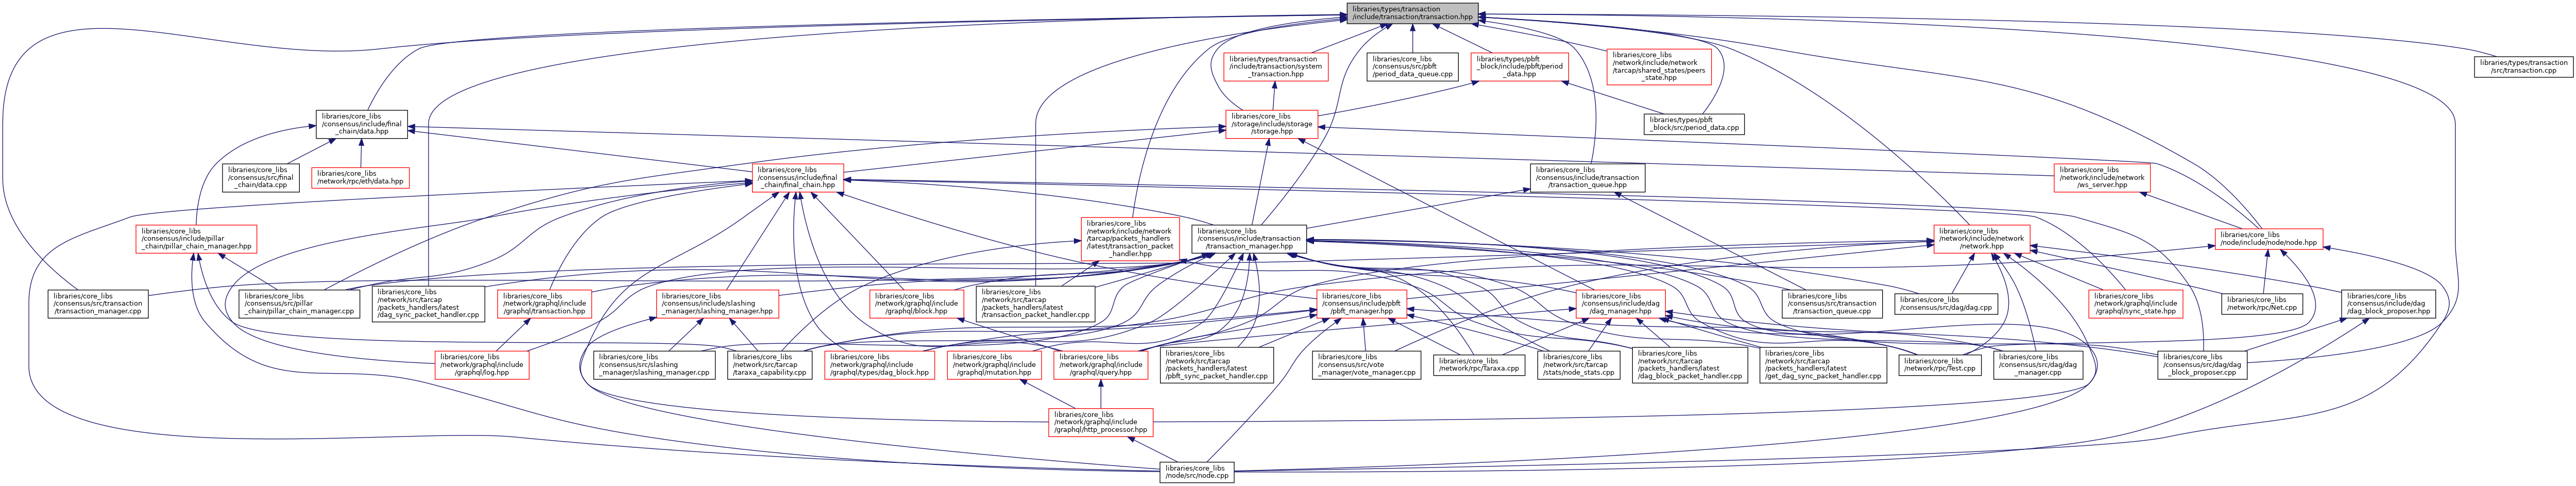 libraries/types/transaction
/include/transaction/transaction.hpp
libraries/types/transaction
/include/transaction/system
_transaction.hpp
libraries/core_libs
/consensus/src/pbft
/period_data_queue.cpp
libraries/types/pbft
_block/include/pbft/period
_data.hpp
libraries/core_libs
/network/include/network
/tarcap/shared_states/peers
_state.hpp
libraries/types/transaction
/src/transaction.cpp
libraries/core_libs
/consensus/include/final
_chain/data.hpp
libraries/core_libs
/storage/include/storage
/storage.hpp
libraries/types/pbft
_block/src/period_data.cpp
libraries/core_libs
/consensus/src/final
_chain/data.cpp
libraries/core_libs
/network/rpc/eth/data.hpp
libraries/core_libs
/consensus/include/final
_chain/final_chain.hpp
libraries/core_libs
/consensus/include/transaction
/transaction_queue.hpp
libraries/core_libs
/network/include/network
/ws_server.hpp
libraries/core_libs
/consensus/include/pillar
_chain/pillar_chain_manager.hpp
libraries/core_libs
/network/include/network
/tarcap/packets_handlers
/latest/transaction_packet
_handler.hpp
libraries/core_libs
/consensus/include/transaction
/transaction_manager.hpp
libraries/core_libs
/network/include/network
/network.hpp
libraries/core_libs
/node/include/node/node.hpp
libraries/core_libs
/consensus/src/transaction
/transaction_manager.cpp
libraries/core_libs
/consensus/src/pillar
_chain/pillar_chain_manager.cpp
libraries/core_libs
/network/src/tarcap
/packets_handlers/latest
/dag_sync_packet_handler.cpp
libraries/core_libs
/network/graphql/include
/graphql/transaction.hpp
libraries/core_libs
/consensus/include/slashing
_manager/slashing_manager.hpp
libraries/core_libs
/network/graphql/include
/graphql/block.hpp
libraries/core_libs
/network/src/tarcap
/packets_handlers/latest
/transaction_packet_handler.cpp
libraries/core_libs
/consensus/include/pbft
/pbft_manager.hpp
libraries/core_libs
/consensus/include/dag
/dag_manager.hpp
libraries/core_libs
/consensus/src/transaction
/transaction_queue.cpp
libraries/core_libs
/consensus/src/dag/dag.cpp
libraries/core_libs
/network/graphql/include
/graphql/sync_state.hpp
libraries/core_libs
/network/rpc/Net.cpp
libraries/core_libs
/consensus/include/dag
/dag_block_proposer.hpp
libraries/core_libs
/network/graphql/include
/graphql/log.hpp
libraries/core_libs
/consensus/src/slashing
_manager/slashing_manager.cpp
libraries/core_libs
/network/src/tarcap
/taraxa_capability.cpp
libraries/core_libs
/network/graphql/include
/graphql/types/dag_block.hpp
libraries/core_libs
/network/graphql/include
/graphql/mutation.hpp
libraries/core_libs
/network/graphql/include
/graphql/query.hpp
libraries/core_libs
/network/src/tarcap
/packets_handlers/latest
/pbft_sync_packet_handler.cpp
libraries/core_libs
/consensus/src/vote
_manager/vote_manager.cpp
libraries/core_libs
/network/rpc/Taraxa.cpp
libraries/core_libs
/network/src/tarcap
/stats/node_stats.cpp
libraries/core_libs
/network/src/tarcap
/packets_handlers/latest
/dag_block_packet_handler.cpp
libraries/core_libs
/network/src/tarcap
/packets_handlers/latest
/get_dag_sync_packet_handler.cpp
libraries/core_libs
/network/rpc/Test.cpp
libraries/core_libs
/consensus/src/dag/dag
_manager.cpp
libraries/core_libs
/consensus/src/dag/dag
_block_proposer.cpp
libraries/core_libs
/network/graphql/include
/graphql/http_processor.hpp
libraries/core_libs
/node/src/node.cpp